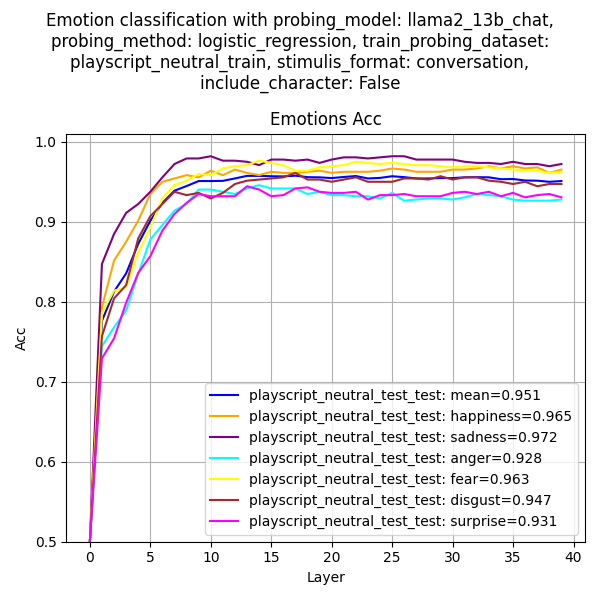 Emotion classification with probing_model: llama2_13b_chat,
probing_method: logistic_regression, train_probing_dataset:
playscript_neutral_train, stimulis_format: conversation,
include_character: False
Emotions Acc
1.0
0.9
0.8
0.7
0.6
0.5
Acc
playscript_neutral_test_test: mean=0.951
playscript_neutral_test_test: happiness=0.965
playscript_neutral_test_test: sadness=0.972
playscript_neutral_test_test: anger=0.928
playscript_neutral_test_test: fear=0.963
playscript_neutral_test_test: disgust=0.947
playscript_neutral_test_test: surprise=0.931
0 5 10 15 20 25 30 35 40
Layer